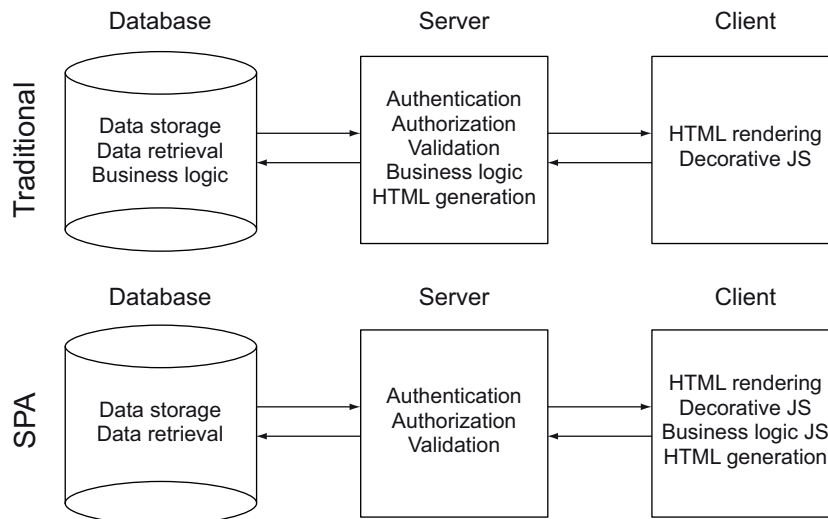 Database
Server
Client
Traditional
Data storage
Data retrieval
Business logic
Authentication
Authorization
Validation
Business logic
HTML generation
HTML rendering
Decorative JS
Database
Server
Client
SPA
Data storage
Data retrieval
Authentication
Authorization
Validation
HTML rendering
Decorative JS
Business logic JS
HTML generation